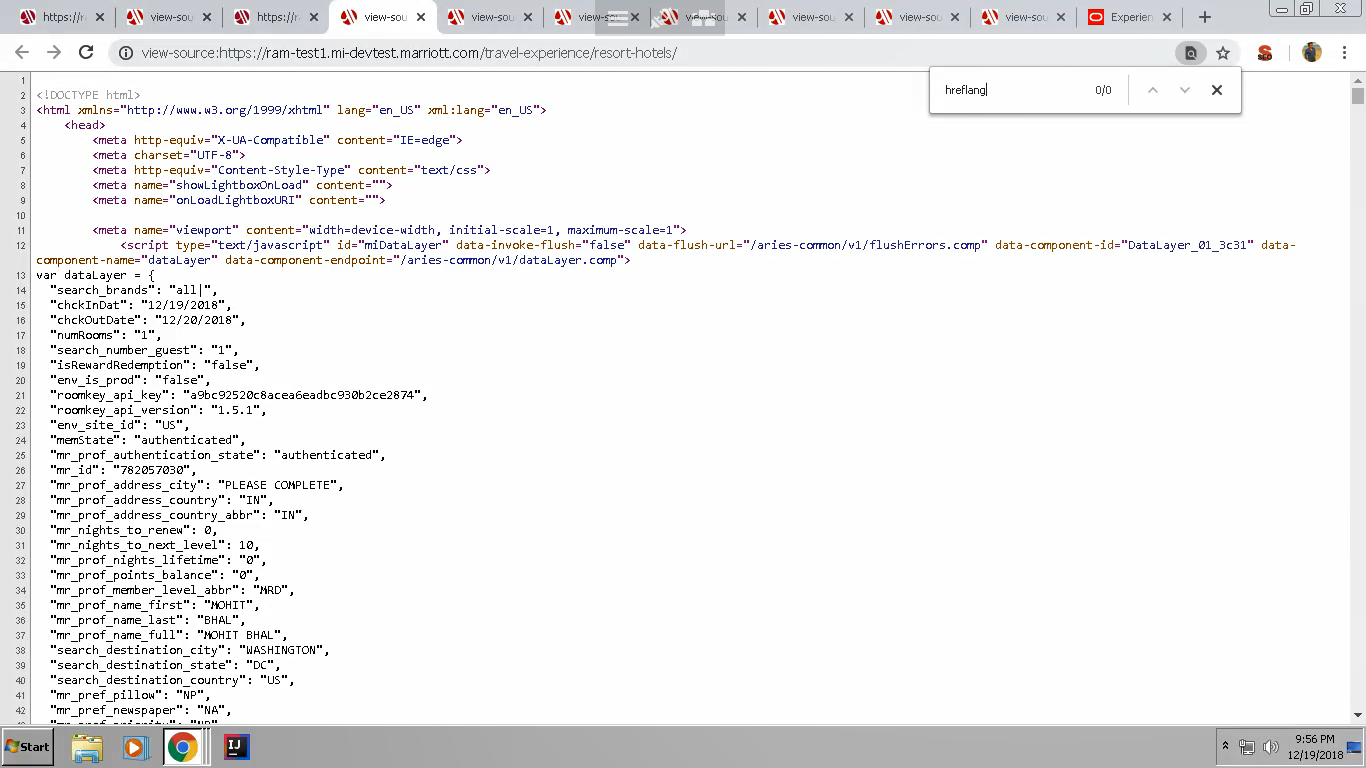 https://r
view-sou
https://r
view-sou
view-sou
view-sou
view-sou
view-sou
view-sou
view-sou
Experien
view-source:https://ram-test1.mi-devtest.marriott.com/travel-experience/resort-hotels/
hreflang 0/0
1
2 <!DOCTYPE html>
3 <html xmlns="http://www.w3.org/1999/xhtml" lang="en_US" xml:lang="en_US">
4 <head>
5 <meta http-equiv="X-UA-Compatible" content="IE=edge">
6 <meta charset="UTF-8">
7 <meta http-equiv="Content-Style-Type" content="text/css">
8 <meta name="showLightboxOnLoad" content="">
9 <meta name="onLoadLightboxURI" content="">
10
11 <meta name="viewport" content="width=device-width, initial-scale=1, maximum-scale=1">
12 <script type="text/javascript" id="miDataLayer" data-invoke-flush="false" data-flush-url="/aries-common/v1/flushErrors.comp" data-component-id="DataLayer_01_3c31" data-
component-name="dataLayer" data-component-endpoint="/aries-common/v1/dataLayer.comp">
13 var dataLayer = {
14 "search_brands": "all|",
15 "chckInDat": "12/19/2018",
16 "chckOutDate": "12/20/2018",
17 "numRooms": "1",
18 "search_number_guest": "1",
19 "isRewardRedemption": "false",
20 "env_is_prod": "false",
21 "roomkey_api_key": "a9bc92520c8acea6eadbc930b2ce2874",
22 "roomkey_api_version": "1.5.1",
23 "env_site_id": "US",
24 "memState": "authenticated",
25 "mr_prof_authentication_state": "authenticated",
26 "mr_id": "782057030",
27 "mr_prof_address_city": "PLEASE COMPLETE",
28 "mr_prof_address_country": "IN",
29 "mr_prof_address_country_abbr": "IN",
30 "mr_nights_to_renew": 0,
31 "mr_nights_to_next_level": 10,
32 "mr_prof_nights_lifetime": "0",
33 "mr_prof_points_balance": "0",
34 "mr_prof_member_level_abbr": "MRD",
35 "mr_prof_name_first": "MOHIT",
36 "mr_prof_name_last": "BHAL",
37 "mr_prof_name_full": "MOHIT BHAL",
38 "search_destination_city": "WASHINGTON",
39 "search_destination_state": "DC",
40 "search_destination_country": "US",
41 "mr_pref_pillow": "NP",
42 "mr_pref_newspaper": "NA",
Start
IJ
9:56 PM
12/19/2018